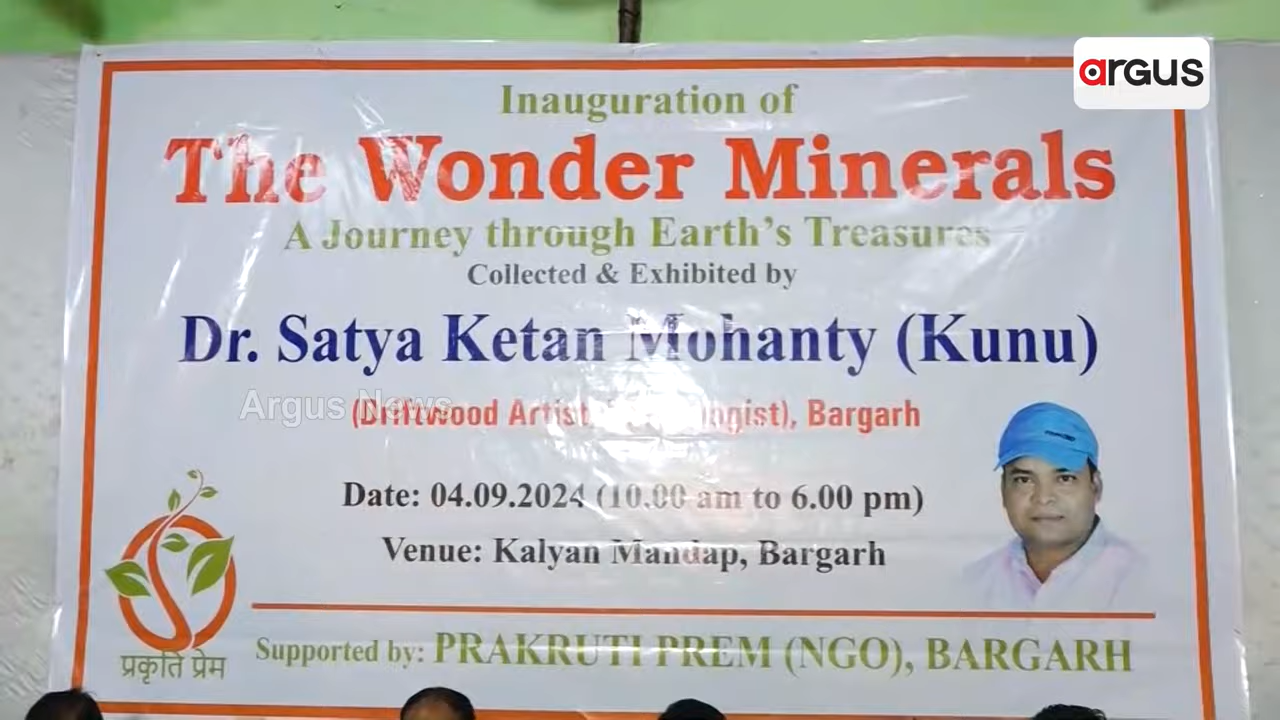 argus
Inauguration of
The Wonder Minerals
A Journey through Earth's Treasures
Collected & Exhibited by
Dr. Satya Ketan Mohanty (Kunu)
Argus News
(Driftwood Artist), Bargarh
Date: 04.09.2024 (10.00 am to 6.00 pm)
Venue: Kalyan Mandap, Bargarh
प्रकृति प्रेम
Supported by: PRAKRUTI PREM (NGO), BARGARH